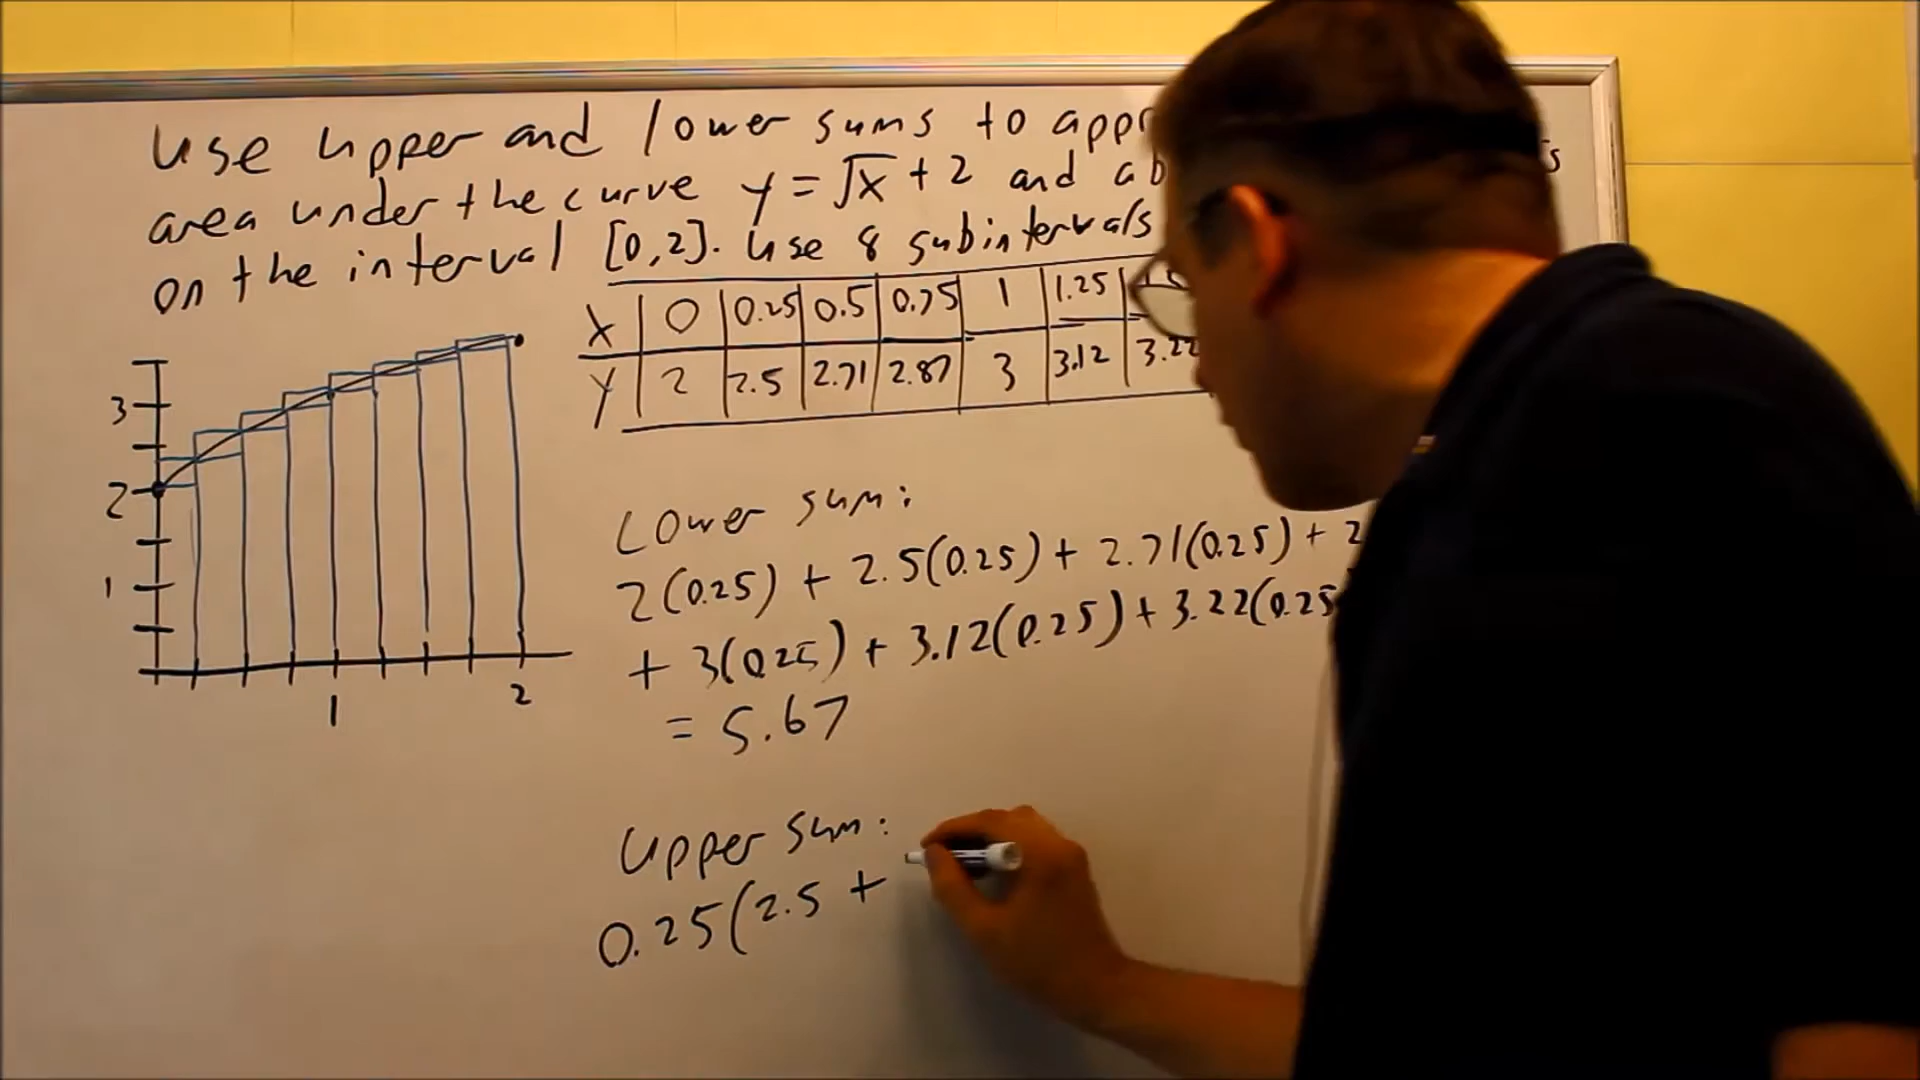 Use upper and lower sums to
area under the curve y = √x + 2 and
on the interval [0,2]. Use 8 subintervals
X 0 0.25 0.5 0.75 1 1.25
Y 2 2.5 2.71 2.87 3 3.12 3.22
3
2
1
1 2
Lower sum:
2(0.25) + 2.5(0.25) + 2.71(0.25) + 2
+ 3(0.25) + 3.12(0.25) + 3.22(0.25
= 5.67
Upper sum:
0.25(2.5 +